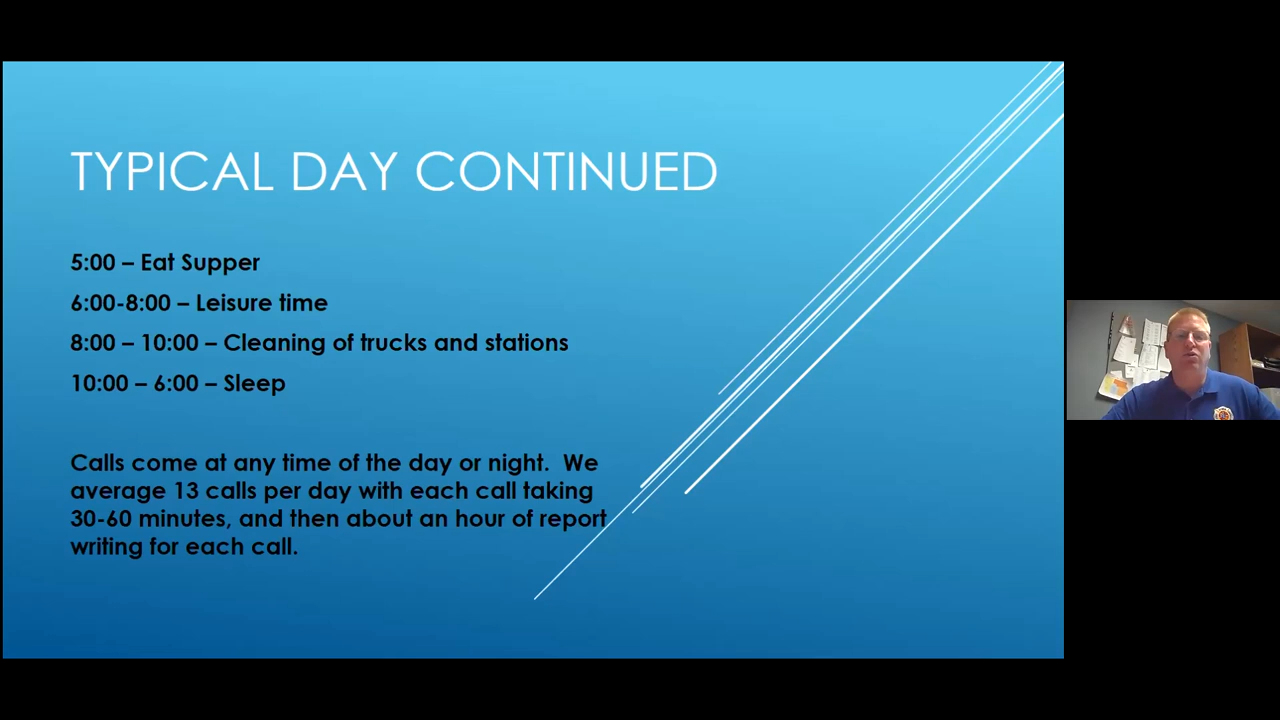 TYPICAL DAY CONTINUED
5:00 – Eat Supper
6:00-8:00 – Leisure time
8:00 – 10:00 – Cleaning of trucks and stations
10:00 – 6:00 – Sleep
Calls come at any time of the day or night.  We
average 13 calls per day with each call taking
30-60 minutes, and then about an hour of report
writing for each call.